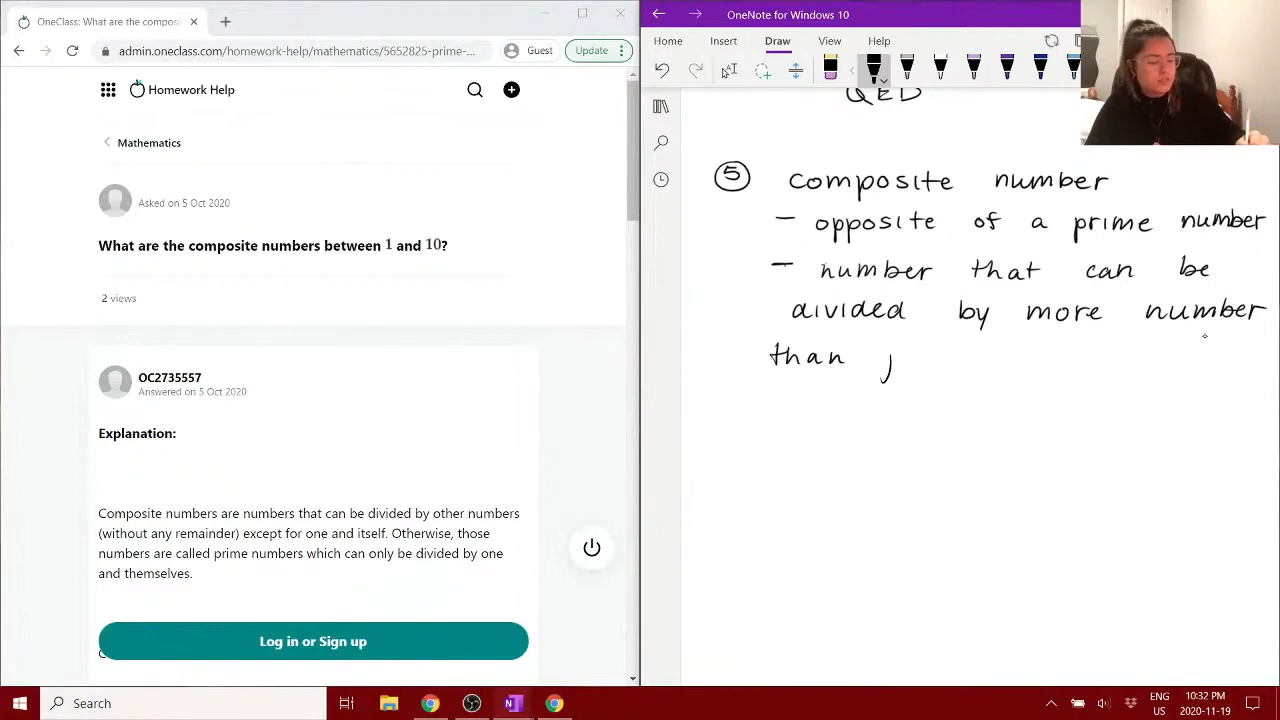 OneClass: What are the composi
admin.oneclass.com/homework-help/mathematics/5652825-prime-...
Guest
Update
Homework Help
Mathematics
Asked on 5 Oct 2020
What are the composite numbers between 1 and 10?
2 views
OC2735557
Answered on 5 Oct 2020
Explanation:
Composite numbers are numbers that can be divided by other numbers
(without any remainder) except for one and itself. Otherwise, those
numbers are called prime numbers which can only be divided by one
and themselves.
Log in or Sign up
OneNote for Windows 10
Home Insert Draw View Help
QED
5 composite number
- opposite of a prime number
- number that can be
divided by more number
than j
Search
ENG
US
10:32 PM
2020-11-19